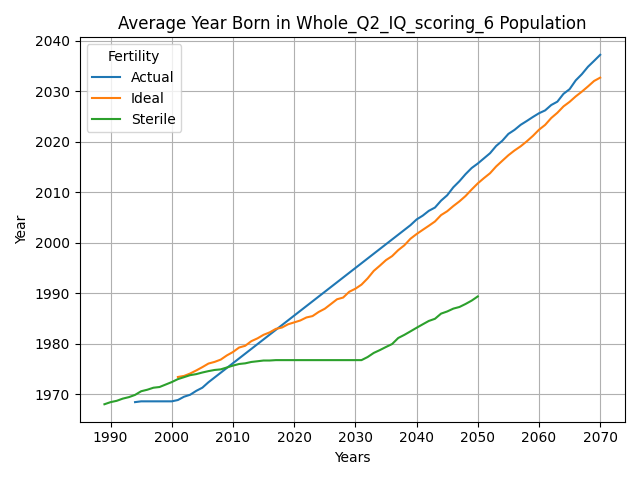 Average Year Born in Whole_Q2_IQ_scoring_6 Population
Fertility
Actual
Ideal
Sterile
2040
2030
2020
2010
2000
1990
1980
1970
Year
1990 2000 2010 2020 2030 2040 2050 2060 2070
Years